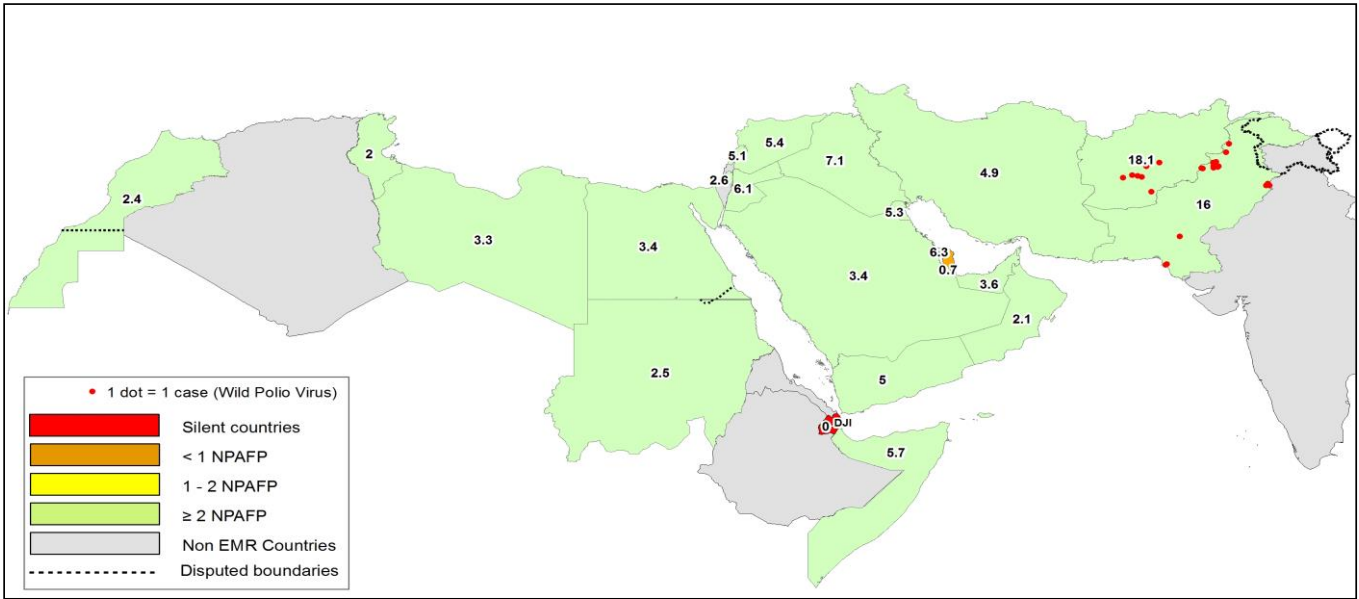 2
5.4
5.1
7.1
18.1
2.4
2.6
6.1
4.9
5.3
16
3.3
3.4
3.4
6.3
0.7
3.6
2.1
2.5
5
DJI
0
5.7
1 dot = 1 case (Wild Polio Virus)
Silent countries
< 1 NPAFP
1 - 2 NPAFP
≥ 2 NPAFP
Non EMR Countries
Disputed boundaries